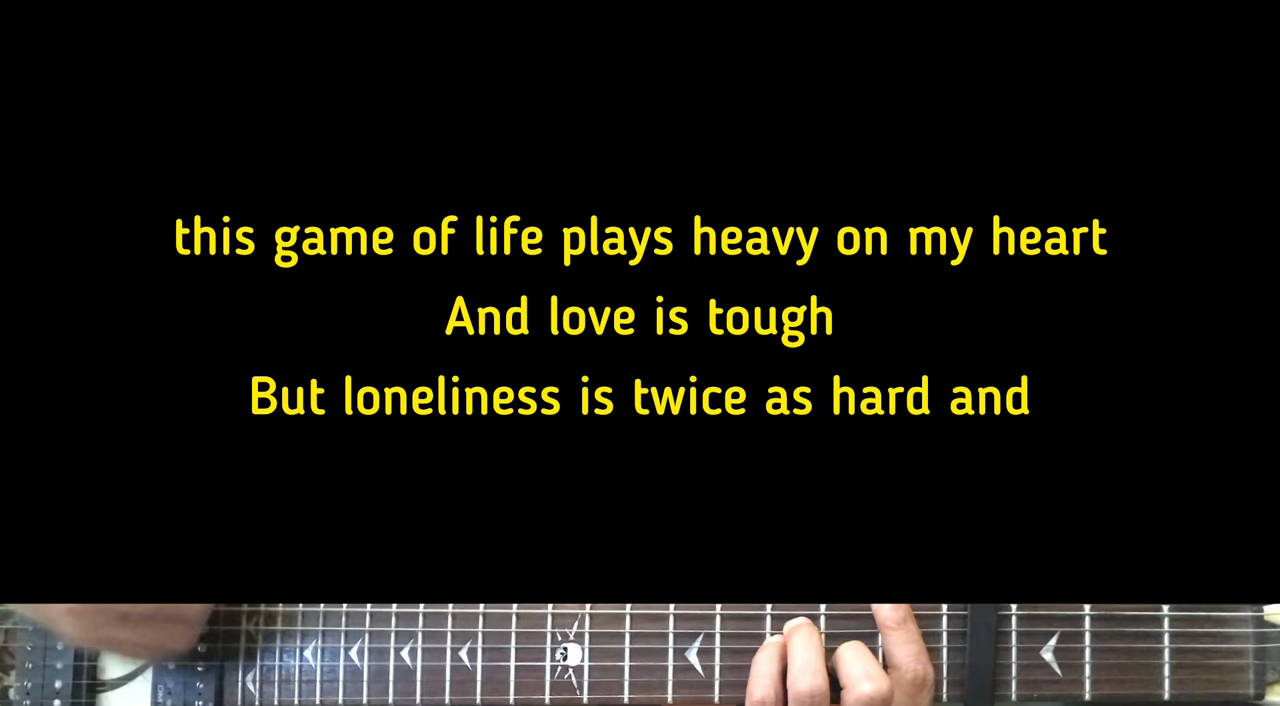 this game of life plays heavy on my heart
And love is tough
But loneliness is twice as hard and